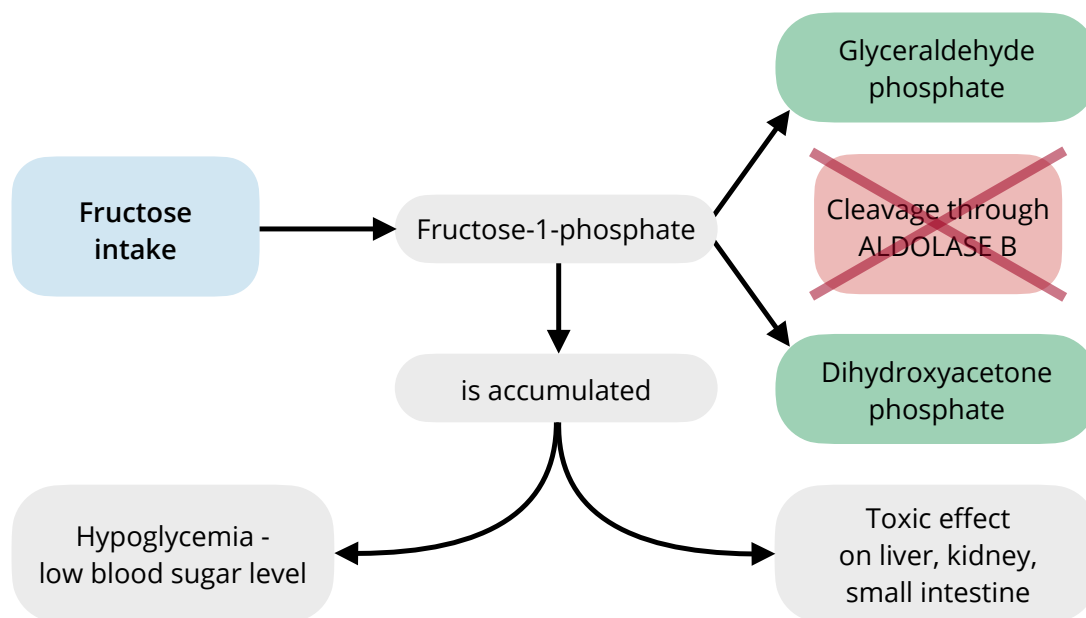 Glyceraldehyde
phosphate
Fructose
intake
Fructose-1-phosphate
Cleavage through
ALDOLASE B
is accumulated
Dihydroxyacetone
phosphate
Hypoglycemia -
low blood sugar level
Toxic effect
on liver, kidney,
small intestine